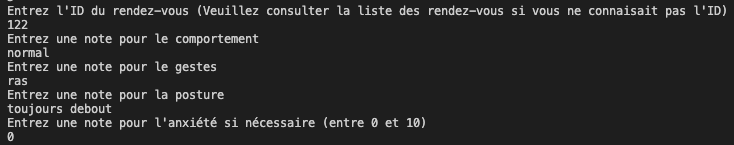 Entrez l'ID du rendez-vous (Veuillez consulter la liste des rendez-vous si vous ne connaisait pas l'ID)
122
Entrez une note pour le comportement
normal
Entrez une note pour le gestes
ras
Entrez une note pour la posture
toujours debout
Entrez une note pour l'anxiété si nécessaire (entre 0 et 10)
0